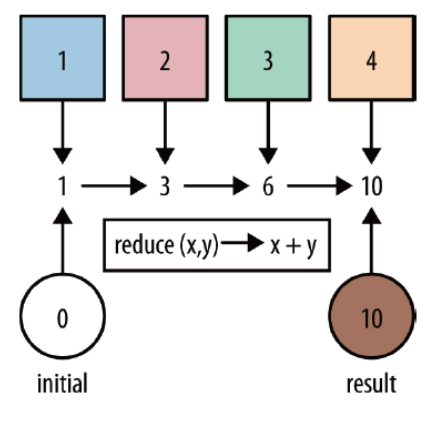 1 2 3 4
1 → 3 → 6 → 10
reduce (x,y)→ x + y
0 10
initial result